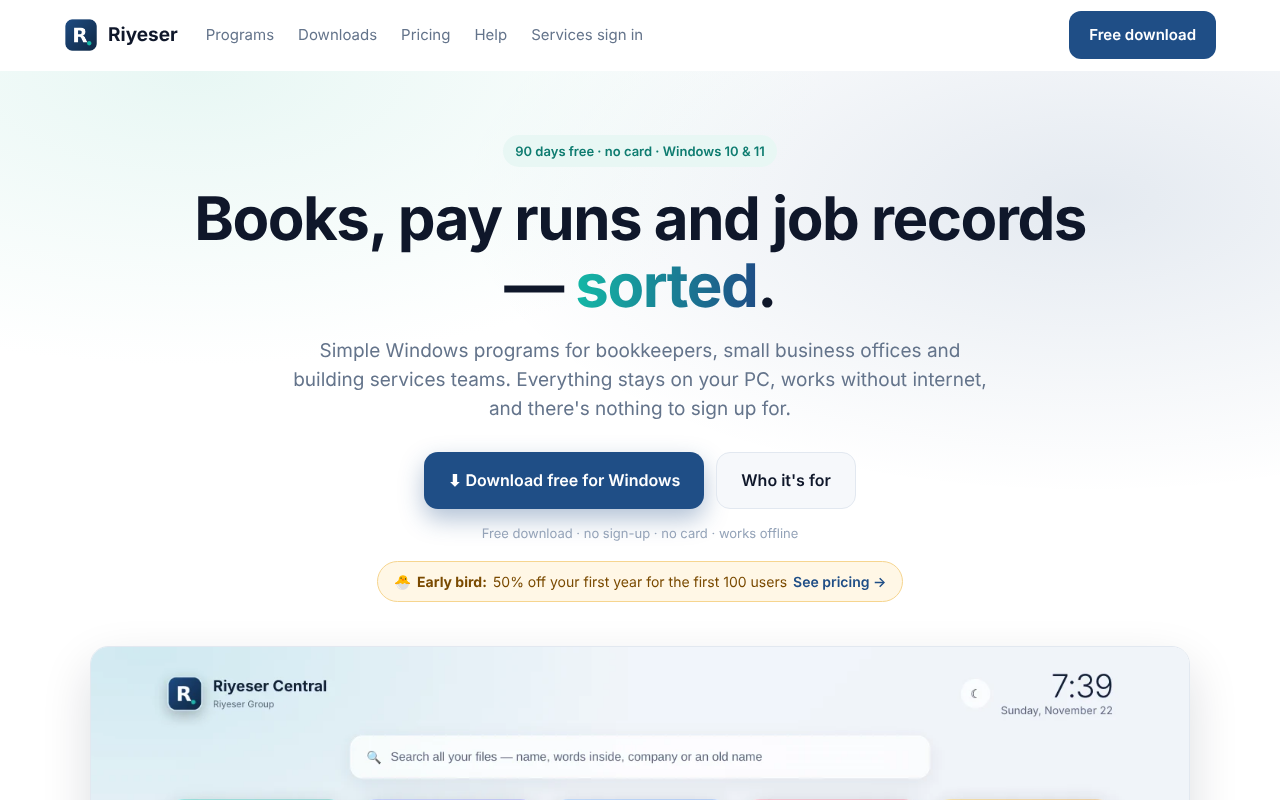 R Riyeser Programs Downloads Pricing Help Services sign in Free download
90 days free · no card · Windows 10 & 11
Books, pay runs and job records
— sorted.
Simple Windows programs for bookkeepers, small business offices and
building services teams. Everything stays on your PC, works without internet,
and there's nothing to sign up for.
⬇ Download free for Windows Who it's for
Free download · no sign-up · no card · works offline
🐣 Early bird: 50% off your first year for the first 100 users See pricing →
R Riyeser Central
Riyeser Group
7:39
Sunday, November 22
Search all your files — name, words inside, company or an old name